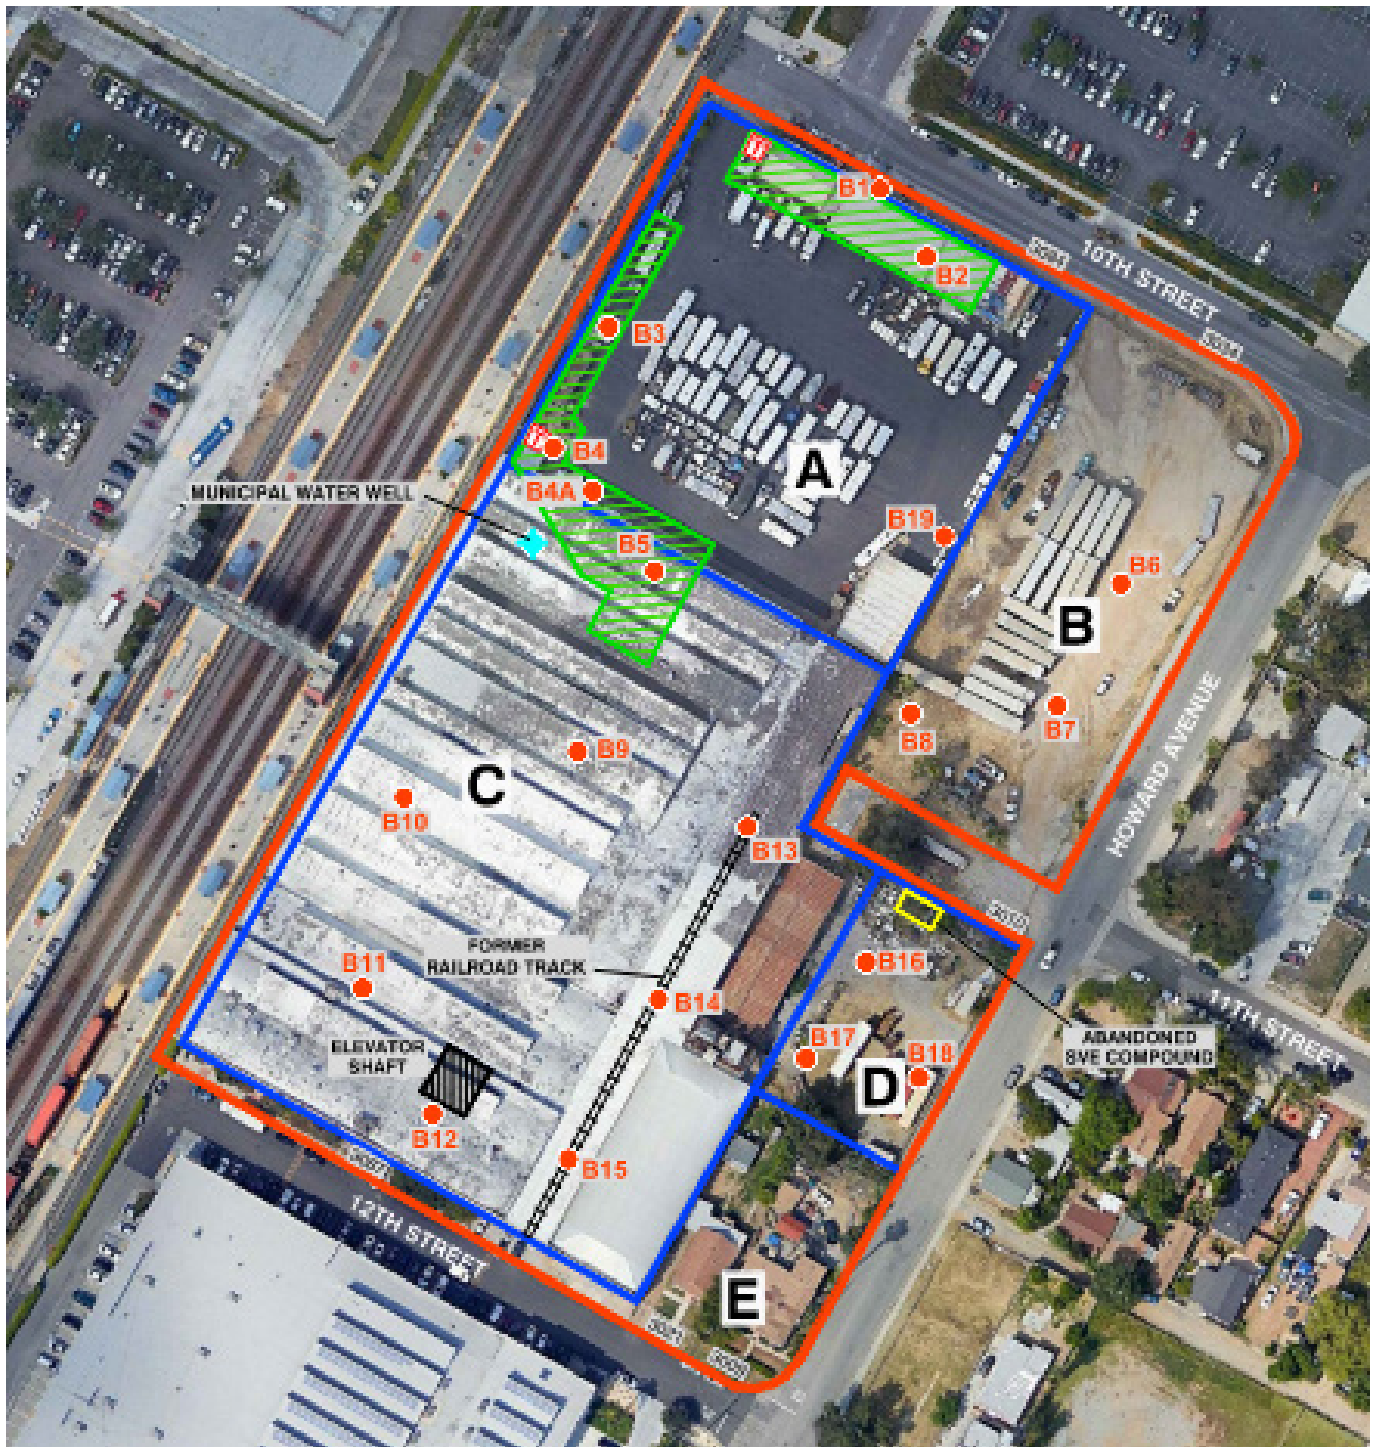 B1
10TH STREET
B2
B3
B4
A
B4A
MUNICIPAL WATER WELL
B19
B5
B6
B
B7
B8
HOWARD AVENUE
B9
C
B10
B13
FORMER
RAILROAD TRACK
B16
B11
B14
11TH STREET
ABANDONED
SVE COMPOUND
ELEVATOR
SHAFT
B17
B18
D
B12
B15
12TH STREET
E